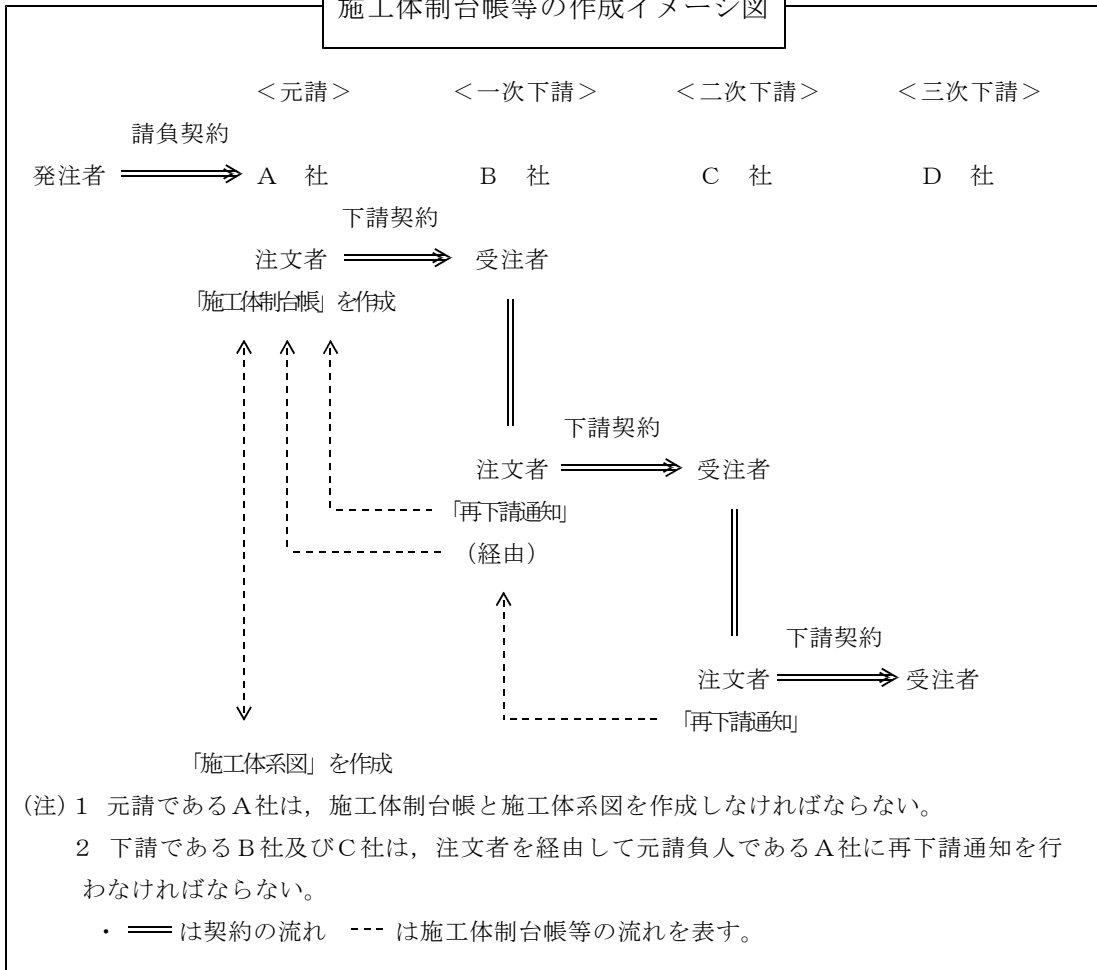 施工体制台帳等の作成イメージ図
＜元請＞ ＜一次下請＞ ＜二次下請＞ ＜三次下請＞
請負契約
発注者 Ａ 社 Ｂ 社 Ｃ 社 Ｄ 社
下請契約
注文者 受注者
「施工体制台帳」を作成
下請契約
注文者 受注者
「再下請通知」
（経由）
下請契約
注文者 受注者
「再下請通知」
「施工体系図」を作成
(注)１ 元請であるＡ社は，施工体制台帳と施工体系図を作成しなければならない。
２ 下請であるＢ社及びＣ社は，注文者を経由して元請負人であるＡ社に再下請通知を行
わなければならない。
・ は契約の流れ --- は施工体制台帳等の流れを表す。